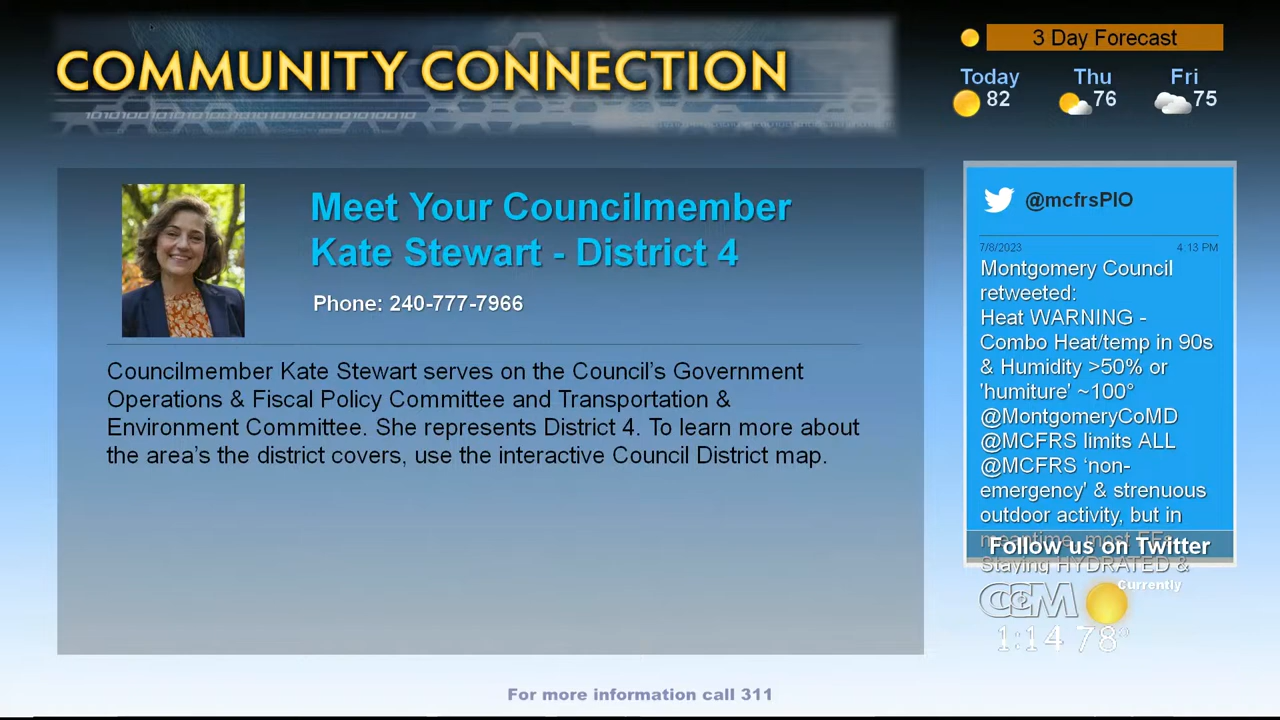 COMMUNITY CONNECTION
3 Day Forecast
Today Thu Fri
82 76 75
Meet Your Councilmember
Kate Stewart - District 4
Phone: 240-777-7966
Councilmember Kate Stewart serves on the Council’s Government
Operations & Fiscal Policy Committee and Transportation &
Environment Committee. She represents District 4. To learn more about
the area’s the district covers, use the interactive Council District map.
@mcfrsPIO
7/8/2023 4:13 PM
Montgomery Council
retweeted:
Heat WARNING -
Combo Heat/temp in 90s
& Humidity >50% or
'humiture' ~100°
@MontgomeryCoMD
@MCFRS limits ALL
@MCFRS ‘non-
emergency' & strenuous
outdoor activity, but in
meantime, most
Staying HYDRATED &
Follow us on Twitter
Currently
CCM
1:14 78°
For more information call 311